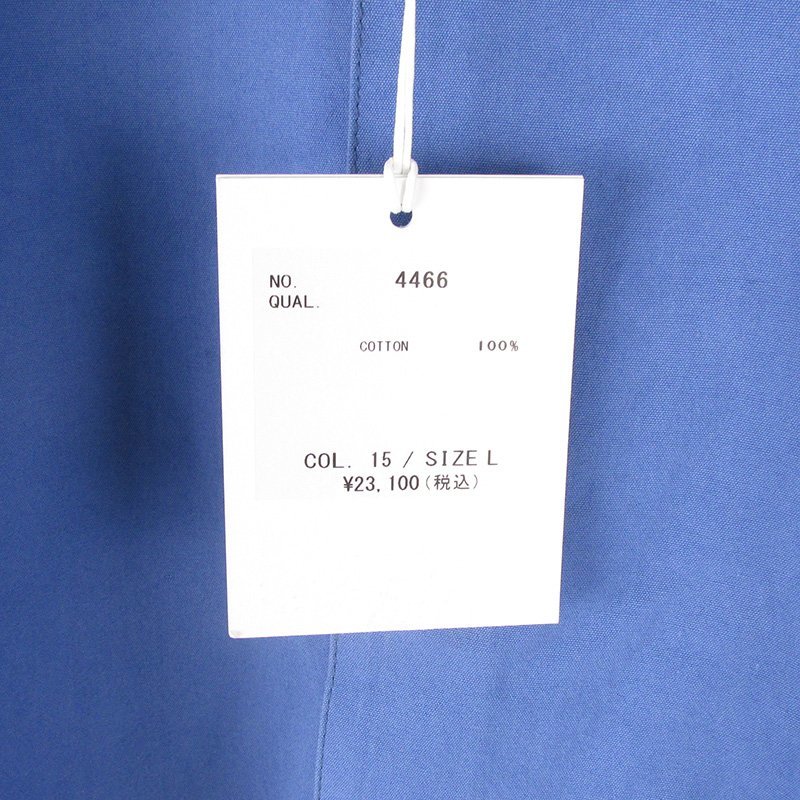 NO. 4466
QUAL.
COTTON 100%
COL. 15 / SIZE L
¥23,100(税込)